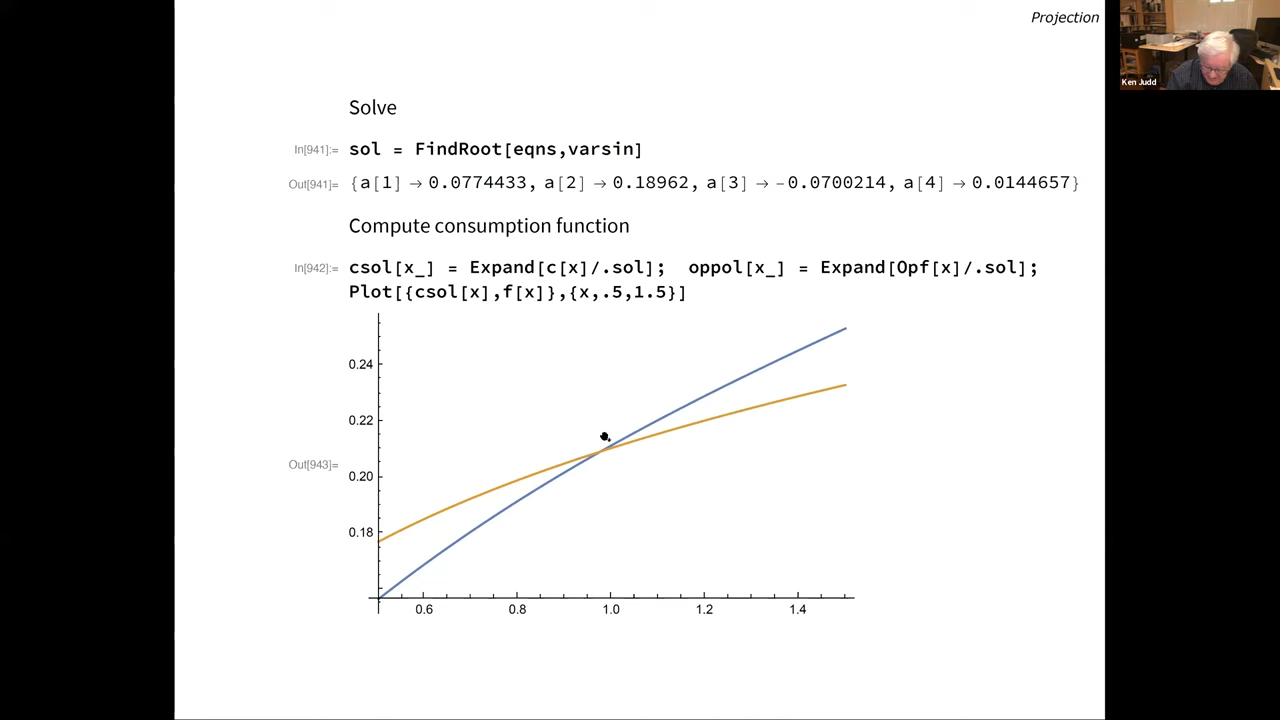 Projection
Ken Judd
Solve
In[941]:= sol = FindRoot[eqns,varsin]
Out[941]= {a[1] → 0.0774433, a[2] → 0.18962, a[3] → -0.0700214, a[4] → 0.0144657}
Compute consumption function
In[942]:= csol[x_] = Expand[c[x]/.sol];  oppol[x_] = Expand[Opf[x]/.sol];
Plot[{csol[x],f[x]},{x,.5,1.5}]
0.24
0.22
Out[943]=
0.20
0.18
0.6 0.8 1.0 1.2 1.4